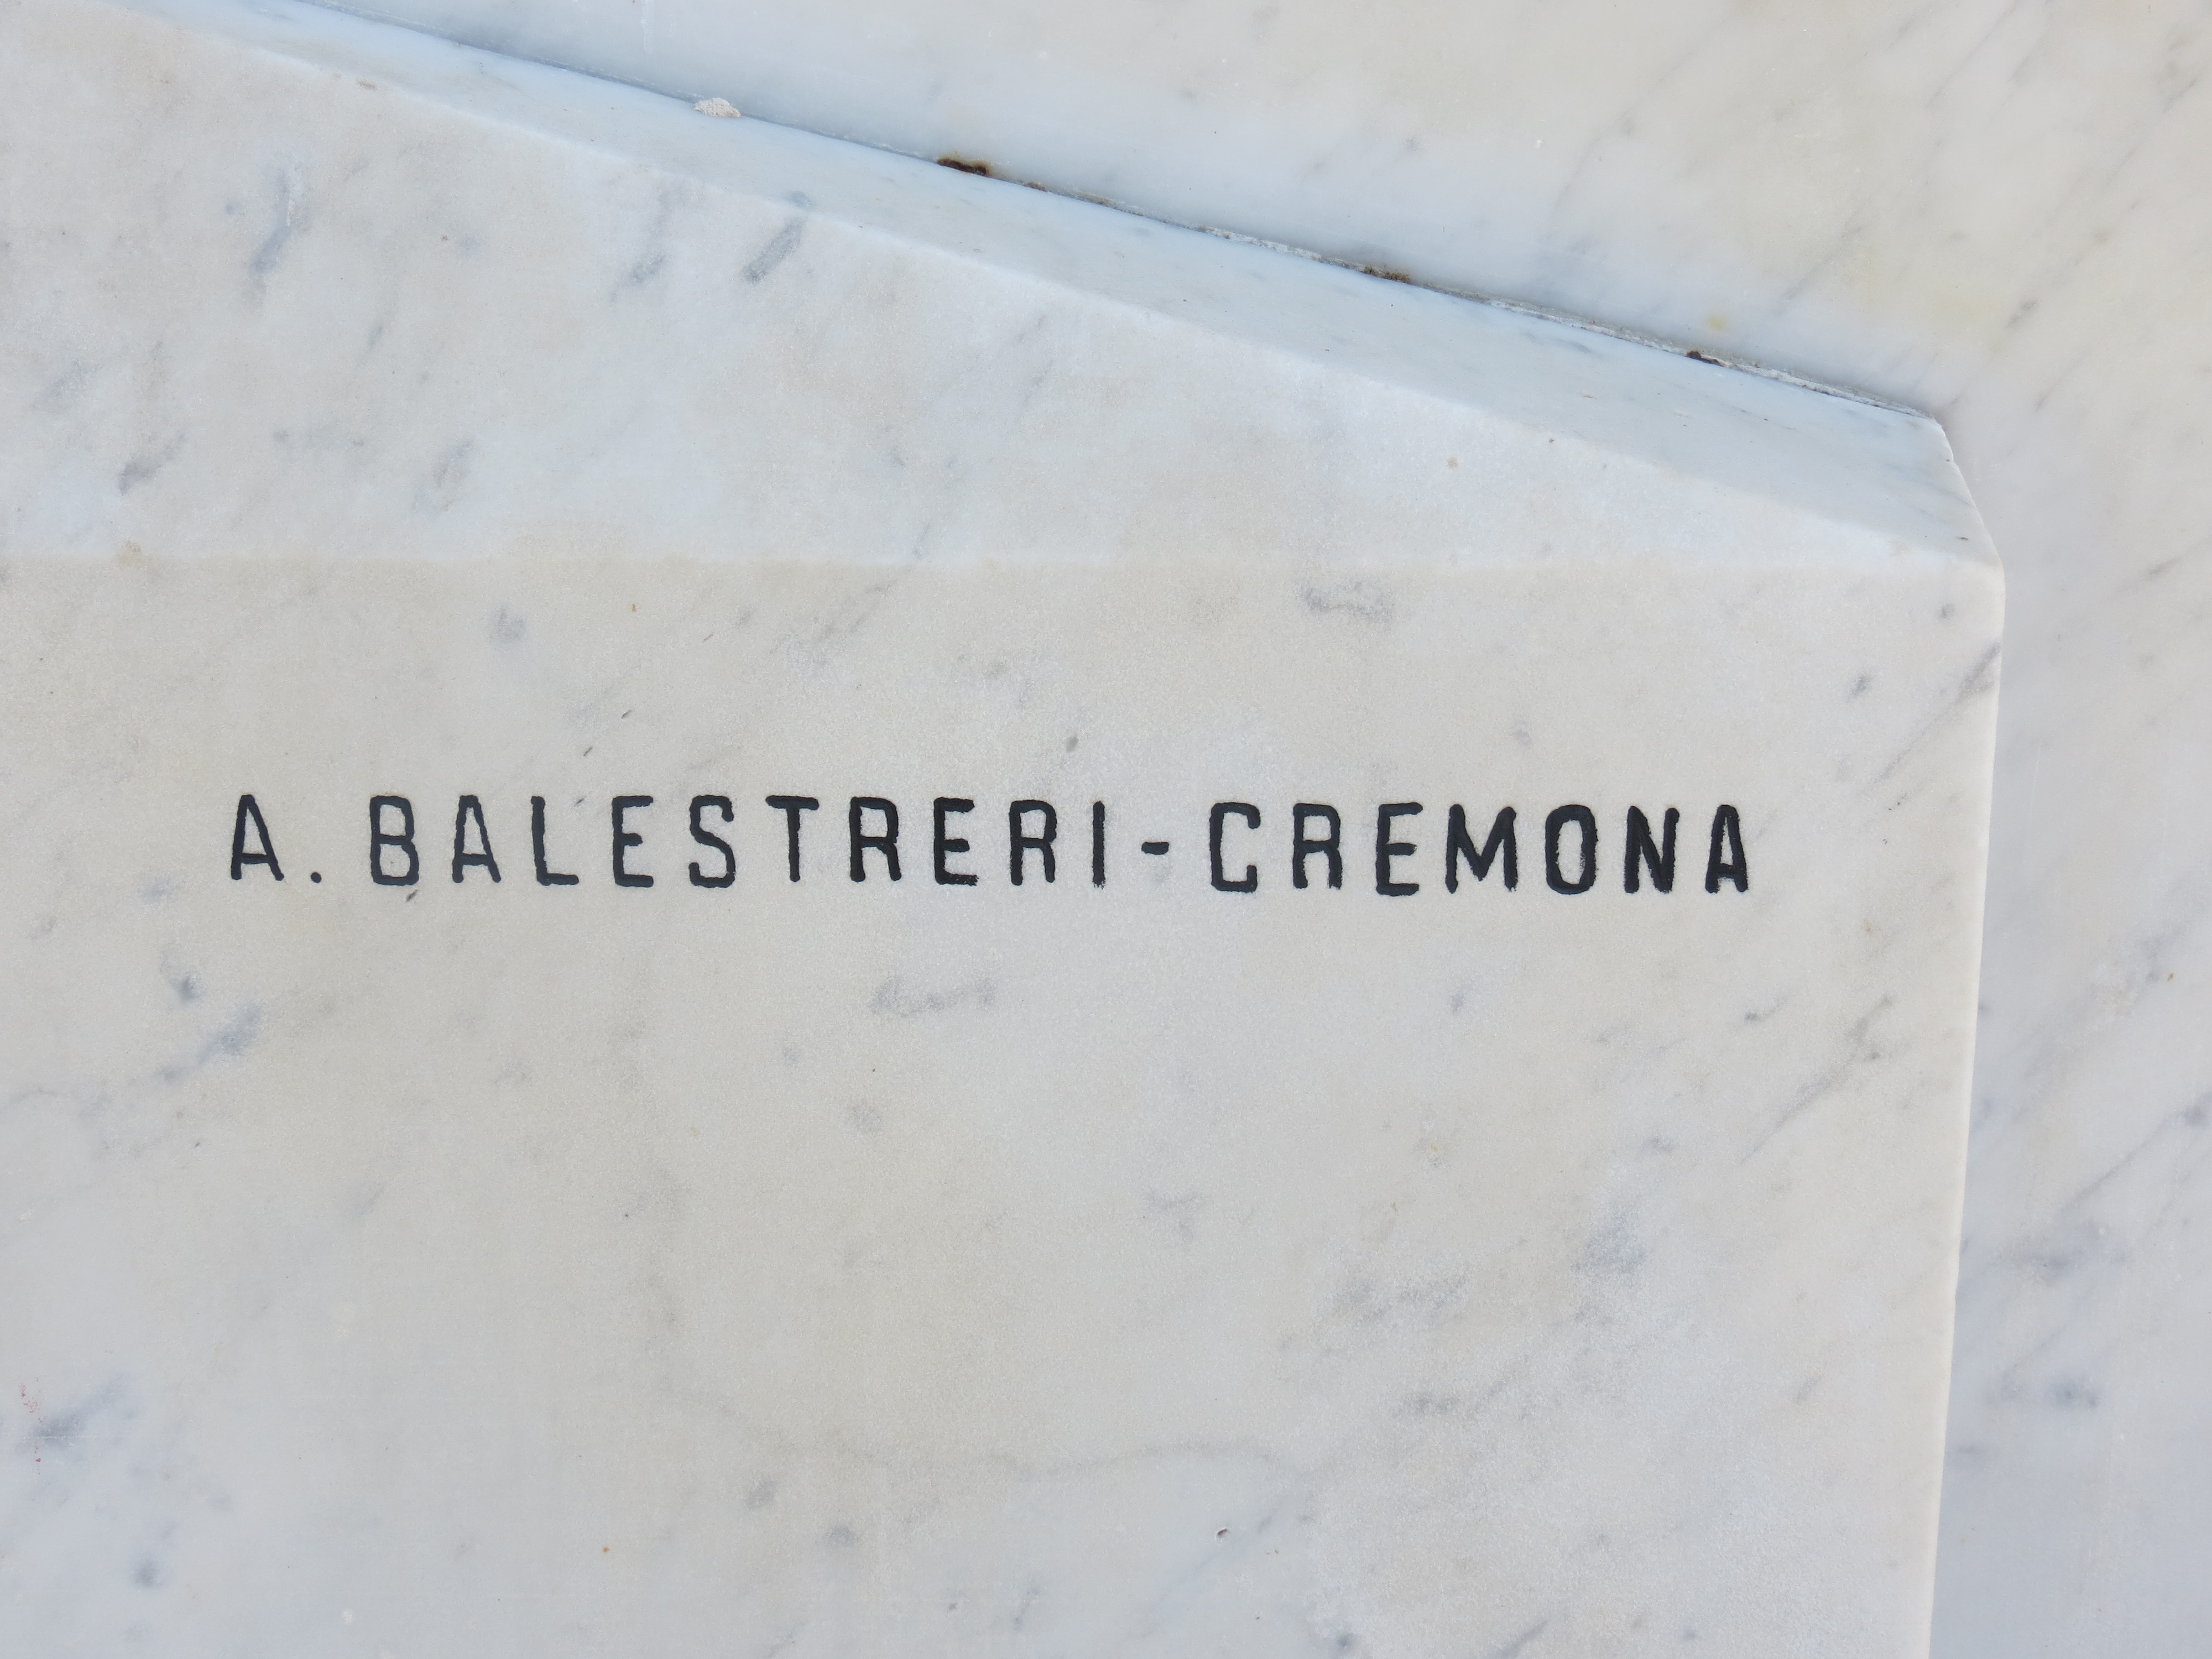 A. BALESTRERI - CREMONA